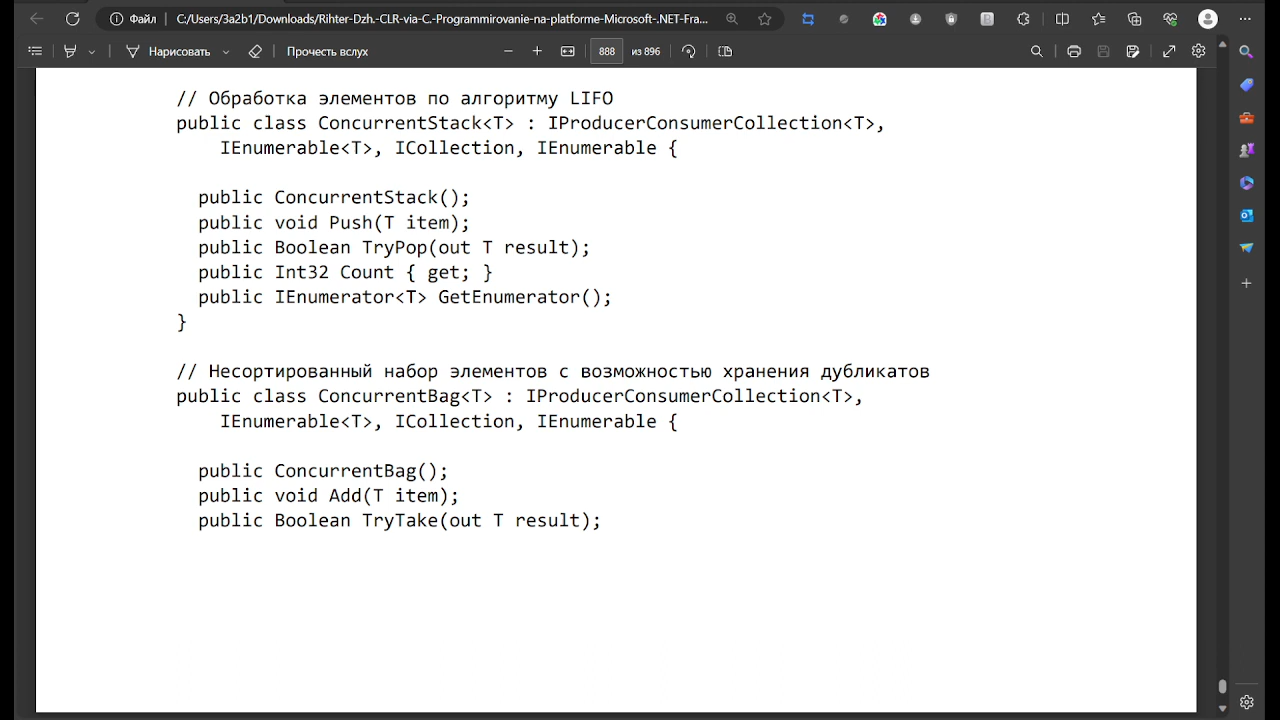 Файл
C:/Users/3a2b1/Downloads/Rihter-Dzh.-CLR-via-C.-Programmirovanie-na-platforme-Microsoft-.NET-Fra...
Нарисовать
Прочесть вслух
888 из 896
// Обработка элементов по алгоритму LIFO
public class ConcurrentStack<T> : IProducerConsumerCollection<T>,
IEnumerable<T>, ICollection, IEnumerable {
public ConcurrentStack();
public void Push(T item);
public Boolean TryPop(out T result);
public Int32 Count { get; }
public IEnumerator<T> GetEnumerator();
}
// Несортированный набор элементов с возможностью хранения дубликатов
public class ConcurrentBag<T> : IProducerConsumerCollection<T>,
IEnumerable<T>, ICollection, IEnumerable {
public ConcurrentBag();
public void Add(T item);
public Boolean TryTake(out T result);